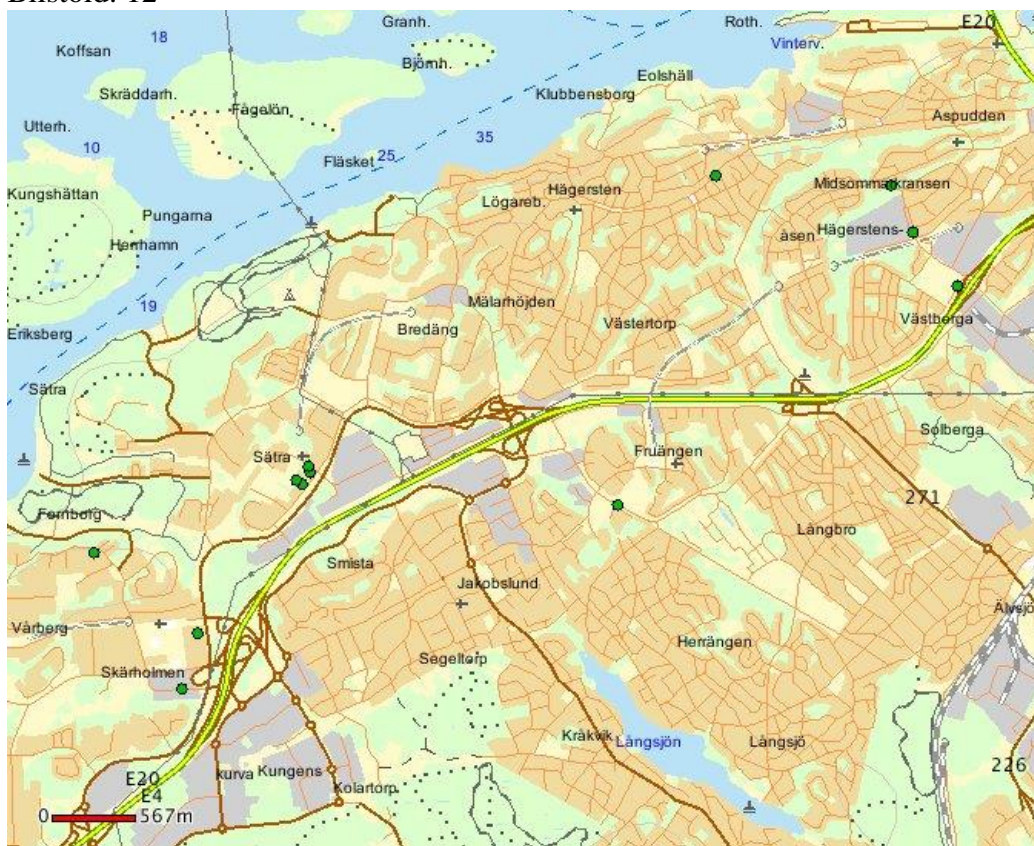 Granh.
Roth.
E20
18
Koffsan
Vinterv.
Björnh.
Eolshäll
Skräddarh.
Klubbensborg
Fågelön
Aspudden
Utterh.
10
35
25
Fläsket
Kungshättan
Hägersten
Midsommarkransen
Lögareb.
Pungarna
Herrhamn
åsen
Hägerstens-
19
Mälarhöjden
Västberga
Eriksberg
Bredäng
Västertorp
Sätra
Solberga
Sätra
Fruängen
271
Fornborg
Långbro
Smista
Jakobslund
Älvsjö
Vårberg
Herrängen
Segeltorp
Skärholmen
Kråkvik
Långsjön
Långsjö
226
E20
kurva
Kungens-
Kolartorp
E4
0
567m